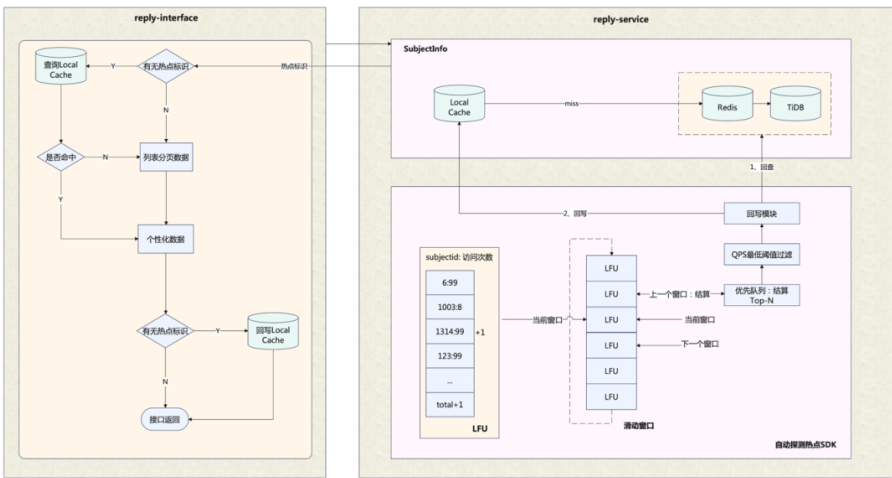 reply-interface
查询Local
Cache
Y
有无热点标识
N
是否命中
N
列表分页数据
Y
个性化数据
有无热点标识
Y
回写Local
Cache
N
接口返回
热点标识
reply-service
SubjectInfo
Local
Cache
miss
Redis
TiDB
1、回查
2、回写
回写模块
QPS最低阈值过滤
优先队列：结算
Top-N
上一个窗口：结算
当前窗口
下一个窗口
subjectid: 访问次数
6:99
1003:8
1314:99
+1
123:99
...
total+1
LFU
当前窗口
LFU
LFU
LFU
LFU
LFU
LFU
滑动窗口
自动探测热点SDK